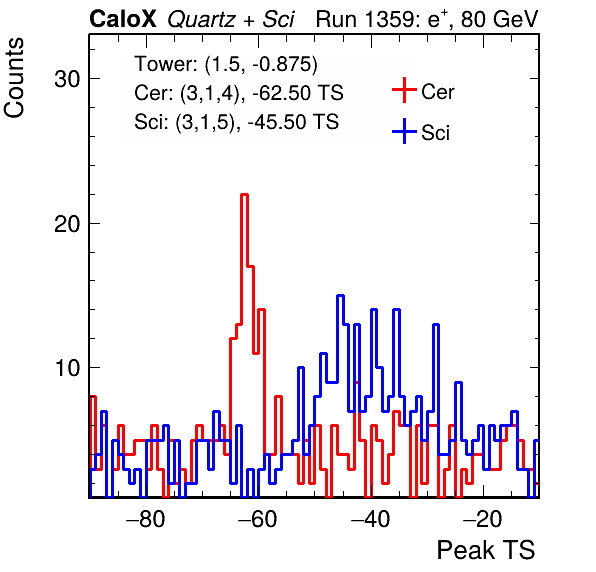 CaloX Quartz + Sci Run 1359: e⁺, 80 GeV
Counts
Tower: (1.5, -0.875)
Cer: (3,1,4), -62.50 TS
Sci: (3,1,5), -45.50 TS
Cer
Sci
30
20
10
−80 −60 −40 −20
Peak TS